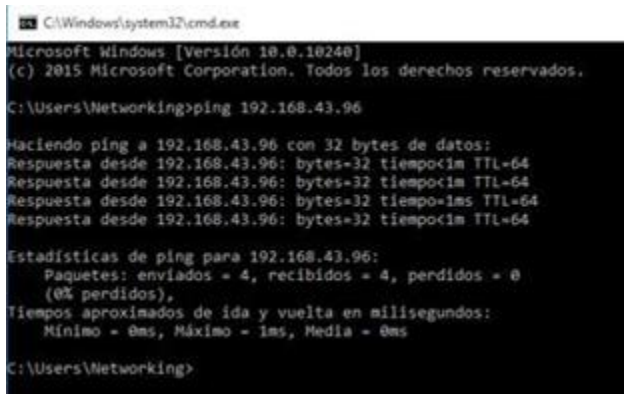 C:\Windows\system32\cmd.exe
Microsoft Windows [Versión 10.0.10240]
(c) 2015 Microsoft Corporation. Todos los derechos reservados.
C:\Users\Networking>ping 192.168.43.96
Haciendo ping a 192.168.43.96 con 32 bytes de datos:
Respuesta desde 192.168.43.96: bytes=32 tiempo<1m TTL=64
Respuesta desde 192.168.43.96: bytes=32 tiempo<1m TTL=64
Respuesta desde 192.168.43.96: bytes=32 tiempo=1ms TTL=64
Respuesta desde 192.168.43.96: bytes=32 tiempo<1m TTL=64
Estadísticas de ping para 192.168.43.96:
Paquetes: enviados = 4, recibidos = 4, perdidos = 0
(0% perdidos),
Tiempos aproximados de ida y vuelta en milisegundos:
Mínimo = 0ms, Máximo = 1ms, Media = 0ms
C:\Users\Networking>